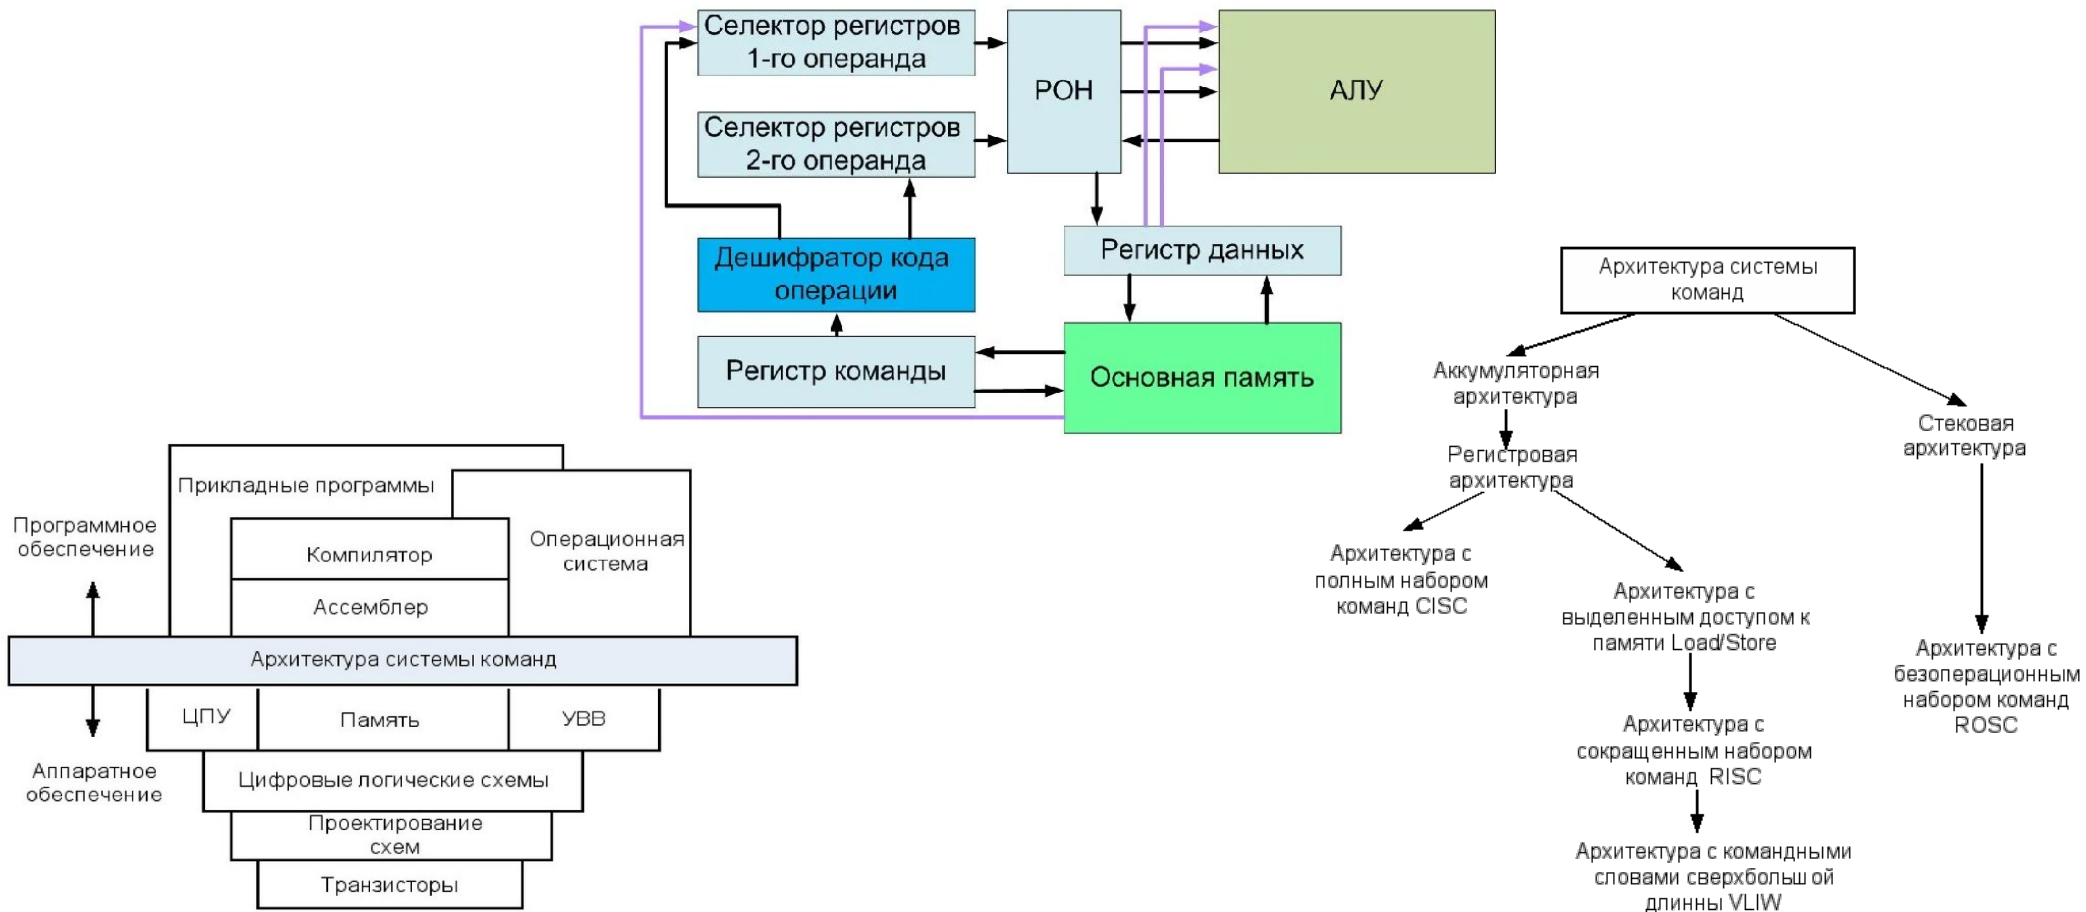 Селектор регистров
1-го операнда
РОН
АЛУ
Селектор регистров
2-го операнда
Дешифратор кода
операции
Регистр данных
Регистр команды
Основная память
Прикладные программы
Программное
обеспечение
Компилятор
Операционная
система
Ассемблер
Архитектура системы команд
ЦПУ
Память
УВВ
Аппаратное
обеспечение
Цифровые логические схемы
Проектирование
схем
Транзисторы
Архитектура системы
команд
Аккумуляторная
архитектура
Стековая
архитектура
Регистровая
архитектура
Архитектура с
полным набором
команд CISC
Архитектура с
выделенным доступом к
памяти Load/Store
Архитектура с
безоперационным
набором команд
ROSC
Архитектура с
сокращенным набором
команд RISC
Архитектура с командными
словами сверхбольш ой
длинны VLIW